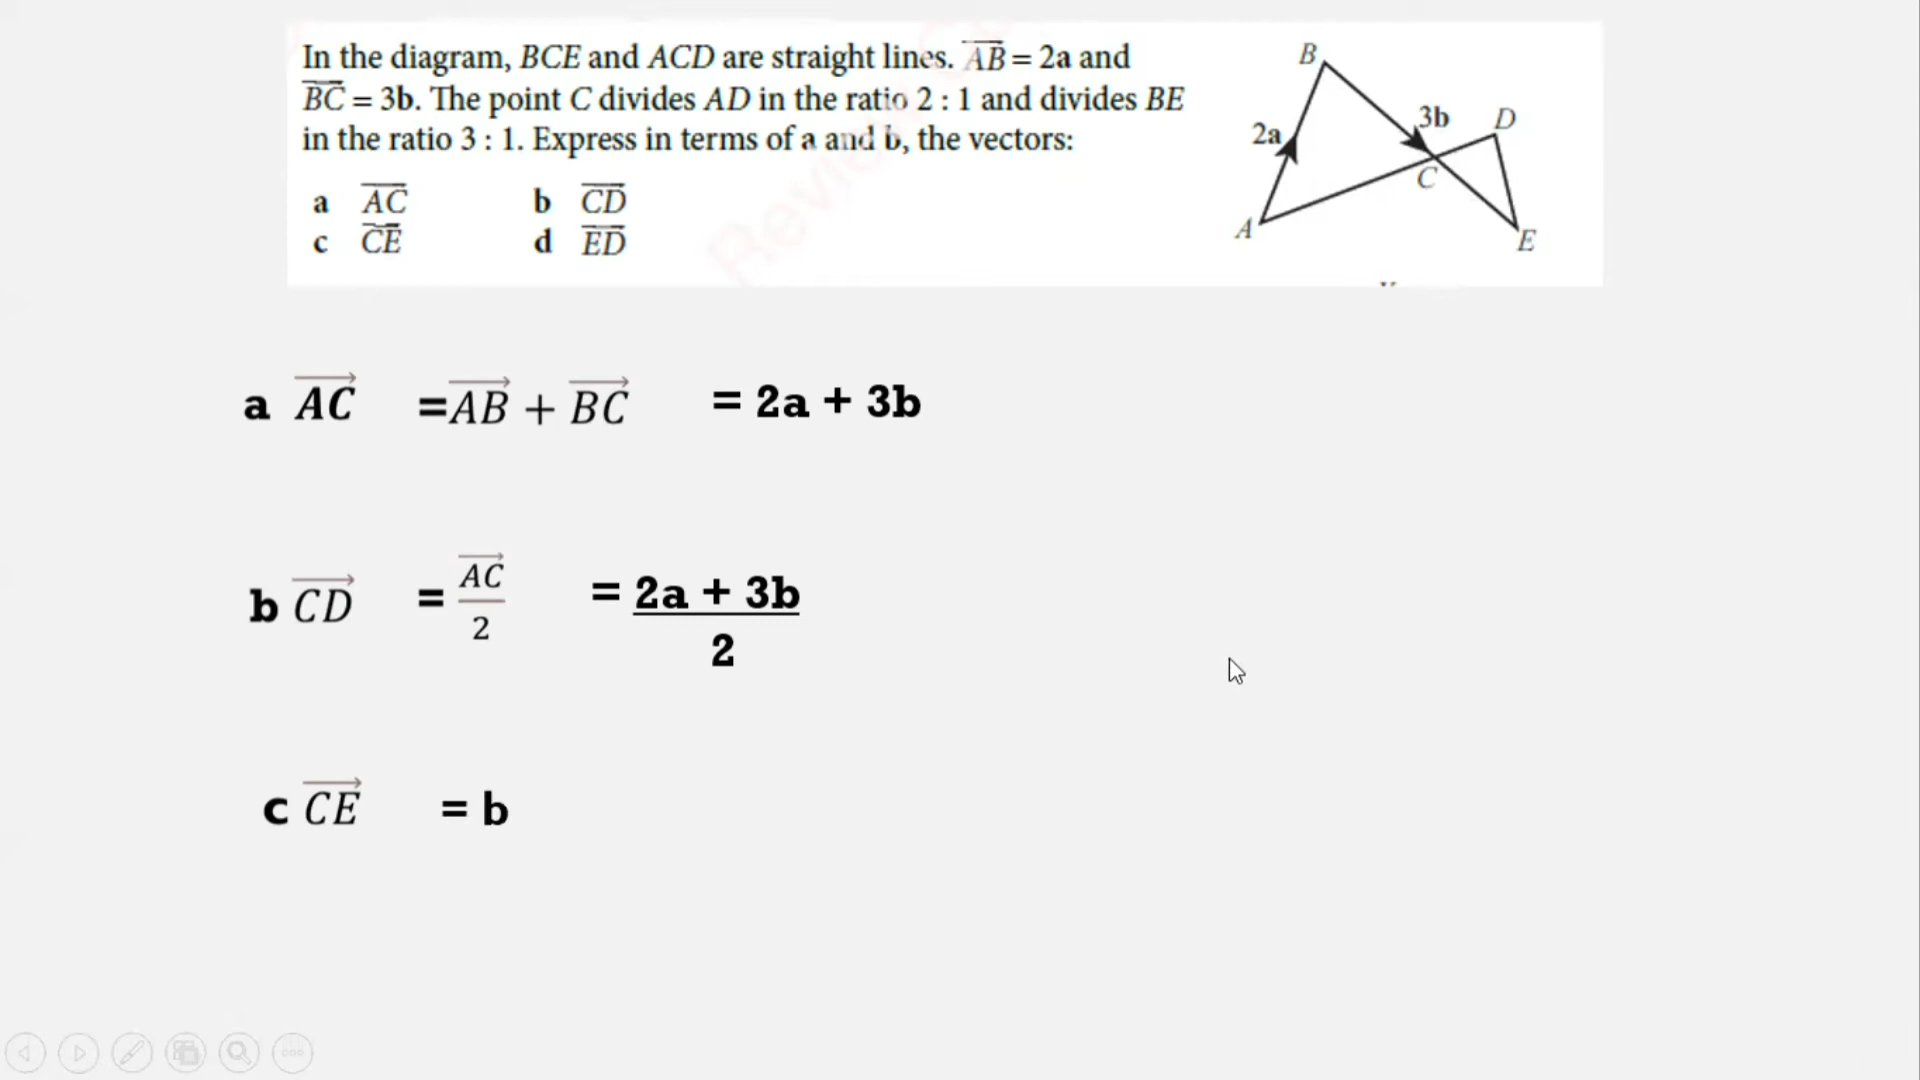 In the diagram, BCE and ACD are straight lines. AB = 2a and
BC = 3b. The point C divides AD in the ratio 2 : 1 and divides BE
in the ratio 3 : 1. Express in terms of a and b, the vectors:
a AC b CD
c CE d ED
B
2a
3b
D
C
A
E
Review
a AC = AB + BC = 2a + 3b
b CD = AC/2 = 2a + 3b
2
c CE = b